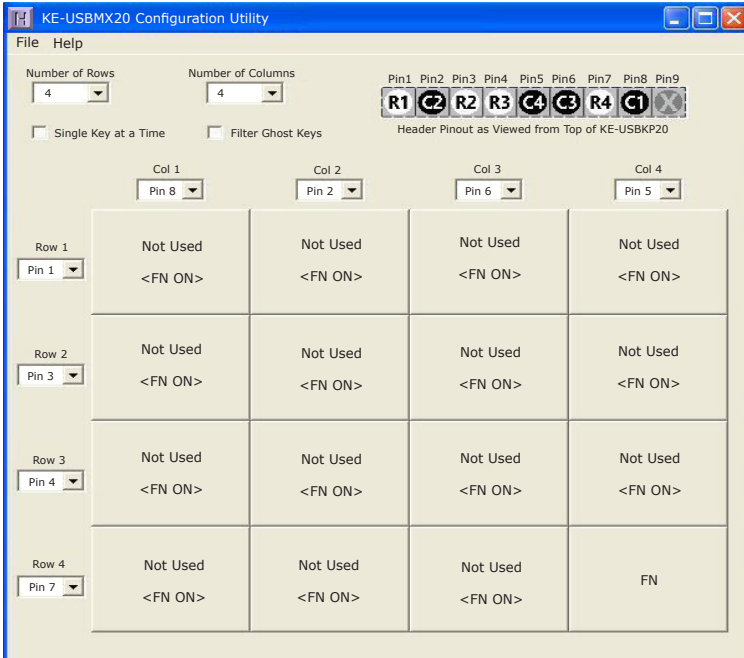 KE-USBMX20 Configuration Utility
File Help
Number of Rows Number of Columns
4 4
Single Key at a Time Filter Ghost Keys
Pin1 Pin2 Pin3 Pin4 Pin5 Pin6 Pin7 Pin8 Pin9
R1 C2 R2 R3 C4 C3 R4 C1 X
Header Pinout as Viewed from Top of KE-USBKP20
Col 1 Col 2 Col 3 Col 4
Pin 8 Pin 2 Pin 6 Pin 5
Row 1
Pin 1
Not Used Not Used Not Used Not Used
<FN ON> <FN ON> <FN ON> <FN ON>
Row 2
Pin 3
Not Used Not Used Not Used Not Used
<FN ON> <FN ON> <FN ON> <FN ON>
Row 3
Pin 4
Not Used Not Used Not Used Not Used
<FN ON> <FN ON> <FN ON> <FN ON>
Row 4
Pin 7
Not Used Not Used Not Used FN
<FN ON> <FN ON> <FN ON>